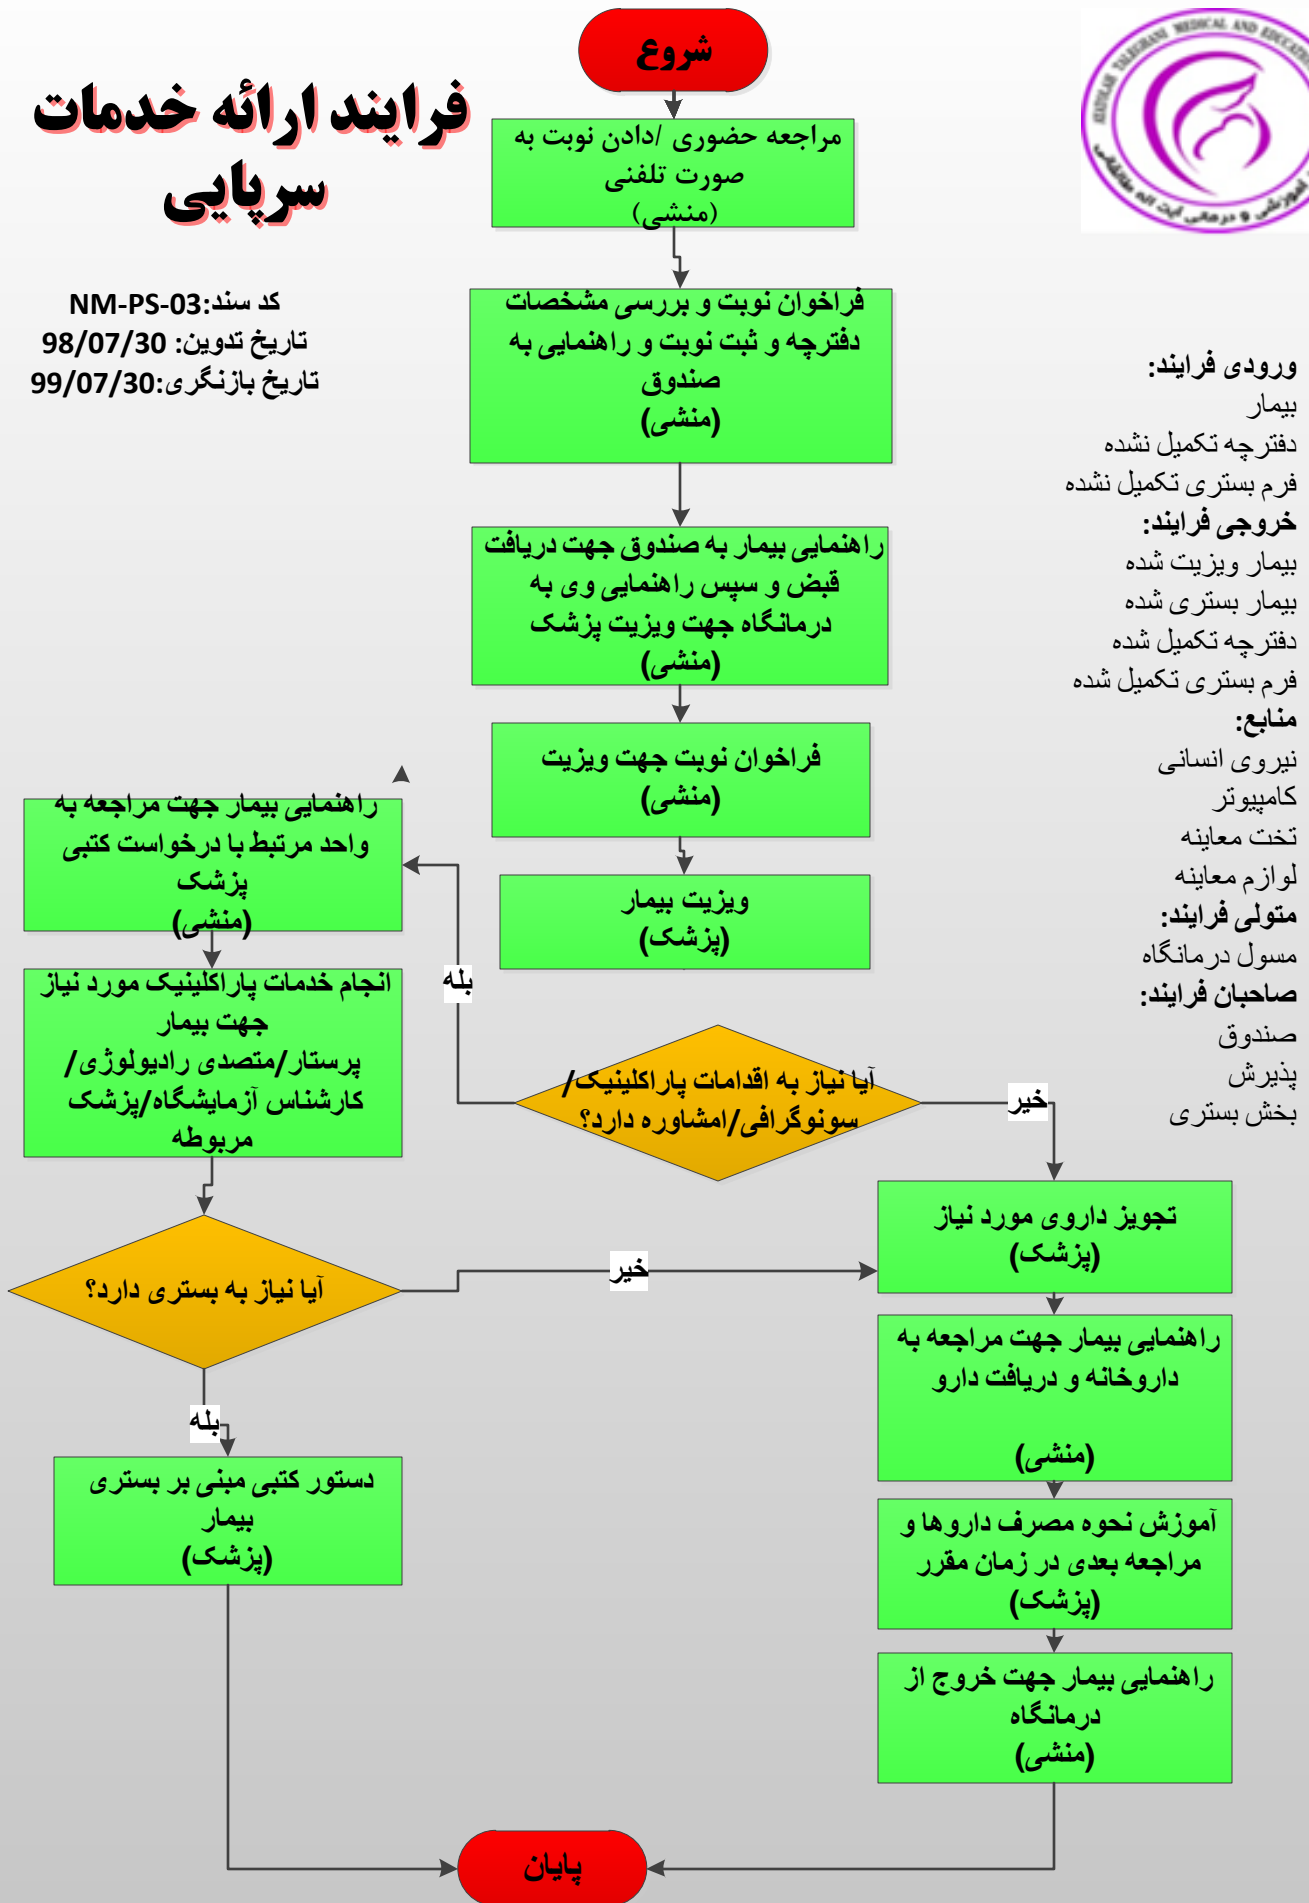 شروع
فرایند ارائه خدمات
سرپایی
AYATOLLAH TALEGHANI MEDICAL AND
آموزشی و درمانی آیت اله طالقانی
کد سند:NM-PS-03
تاریخ تدوین: 98/07/30
تاریخ بازنگری:99/07/30
مراجعه حضوری /دادن نوبت به
صورت تلفنی
(منشی)
فراخوان نوبت و بررسی مشخصات
دفترچه و ثبت نوبت و راهنمایی به
صندوق
(منشی)
راهنمایی بیمار به صندوق جهت دریافت
قبض و سپس راهنمایی وی به
درمانگاه جهت ویزیت پزشک
(منشی)
فراخوان نوبت جهت ویزیت
(منشی)
ویزیت بیمار
(پزشک)
آیا نیاز به اقدامات پاراکلینیک/
سونوگرافی/امشاوره دارد؟
بله
خیر
راهنمایی بیمار جهت مراجعه به
واحد مرتبط با درخواست کتبی
پزشک
(منشی)
انجام خدمات پاراکلینیک مورد نیاز
جهت بیمار
پرستار/متصدی رادیولوژی/
کارشناس آزمایشگاه/پزشک
مربوطه
آیا نیاز به بستری دارد؟
خیر
بله
دستور کتبی مبنی بر بستری
بیمار
(پزشک)
تجویز داروی مورد نیاز
(پزشک)
راهنمایی بیمار جهت مراجعه به
داروخانه و دریافت دارو
(منشی)
آموزش نحوه مصرف داروها و
مراجعه بعدی در زمان مقرر
(پزشک)
راهنمایی بیمار جهت خروج از
درمانگاه
(منشی)
پایان
ورودی فرایند:
بیمار
دفترچه تکمیل نشده
فرم بستری تکمیل نشده
خروجی فرایند:
بیمار ویزیت شده
بیمار بستری شده
دفترچه تکمیل شده
فرم بستری تکمیل شده
منابع:
نیروی انسانی
کامپیوتر
تخت معاینه
لوازم معاینه
متولی فرایند:
مسول درمانگاه
صاحبان فرایند:
صندوق
پذیرش
بخش بستری